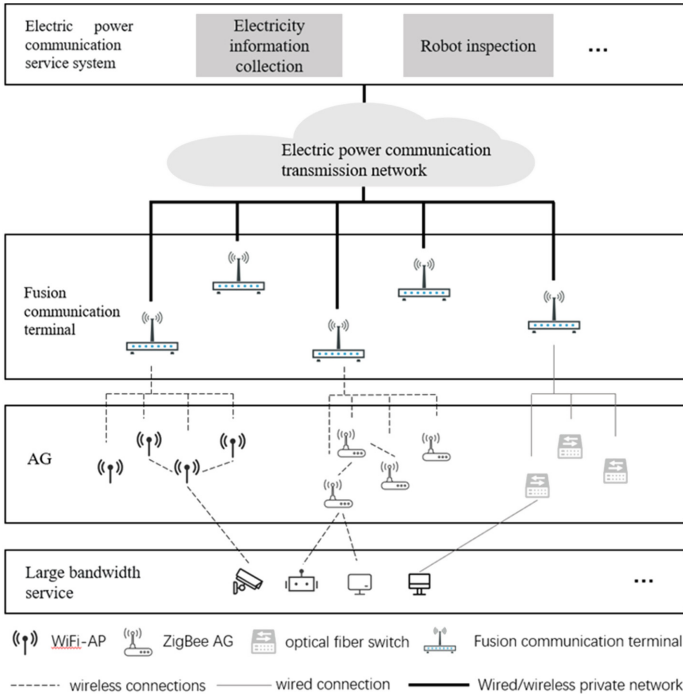 Electric power
communication
service system
Electricity
information
collection
Robot inspection
...
Electric power communication
transmission network
Fusion
communication
terminal
AG
Large bandwidth
service
...
WiFi-AP
ZigBee AG
optical fiber switch
Fusion communication terminal
wireless connections
wired connection
Wired/wireless private network